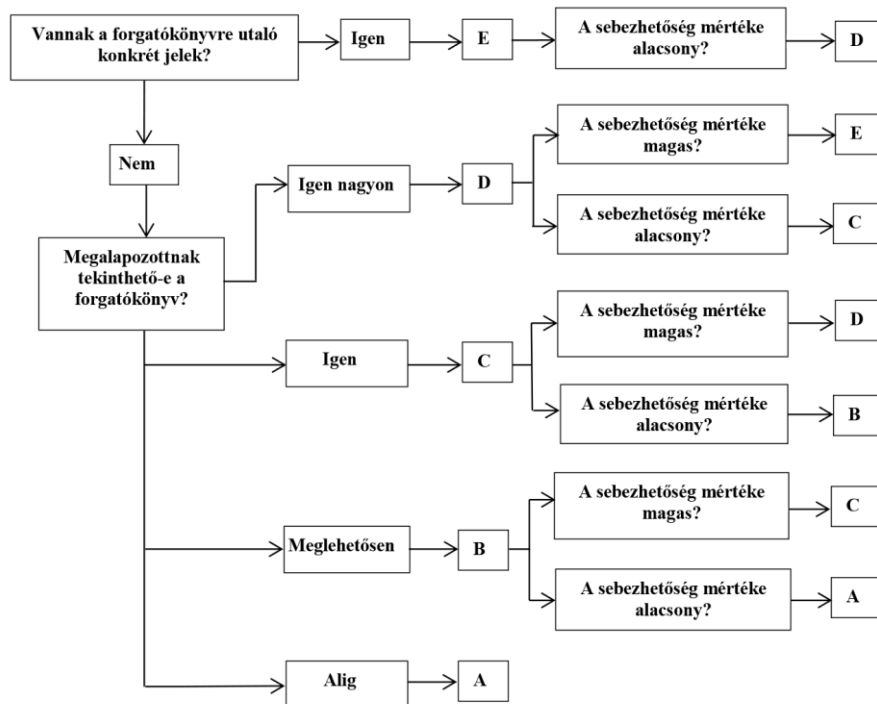 Vannak a forgatókönyvre utaló
konkrét jelek?
Igen
E
A sebezhetőség mértéke
alacsony?
D
Nem
Megalapozottnak
tekinthető-e a
forgatókönyv?
Igen nagyon
D
A sebezhetőség mértéke
magas?
E
A sebezhetőség mértéke
alacsony?
C
Igen
C
A sebezhetőség mértéke
magas?
D
A sebezhetőség mértéke
alacsony?
B
Meglehetősen
B
A sebezhetőség mértéke
magas?
C
A sebezhetőség mértéke
alacsony?
A
Alig
A